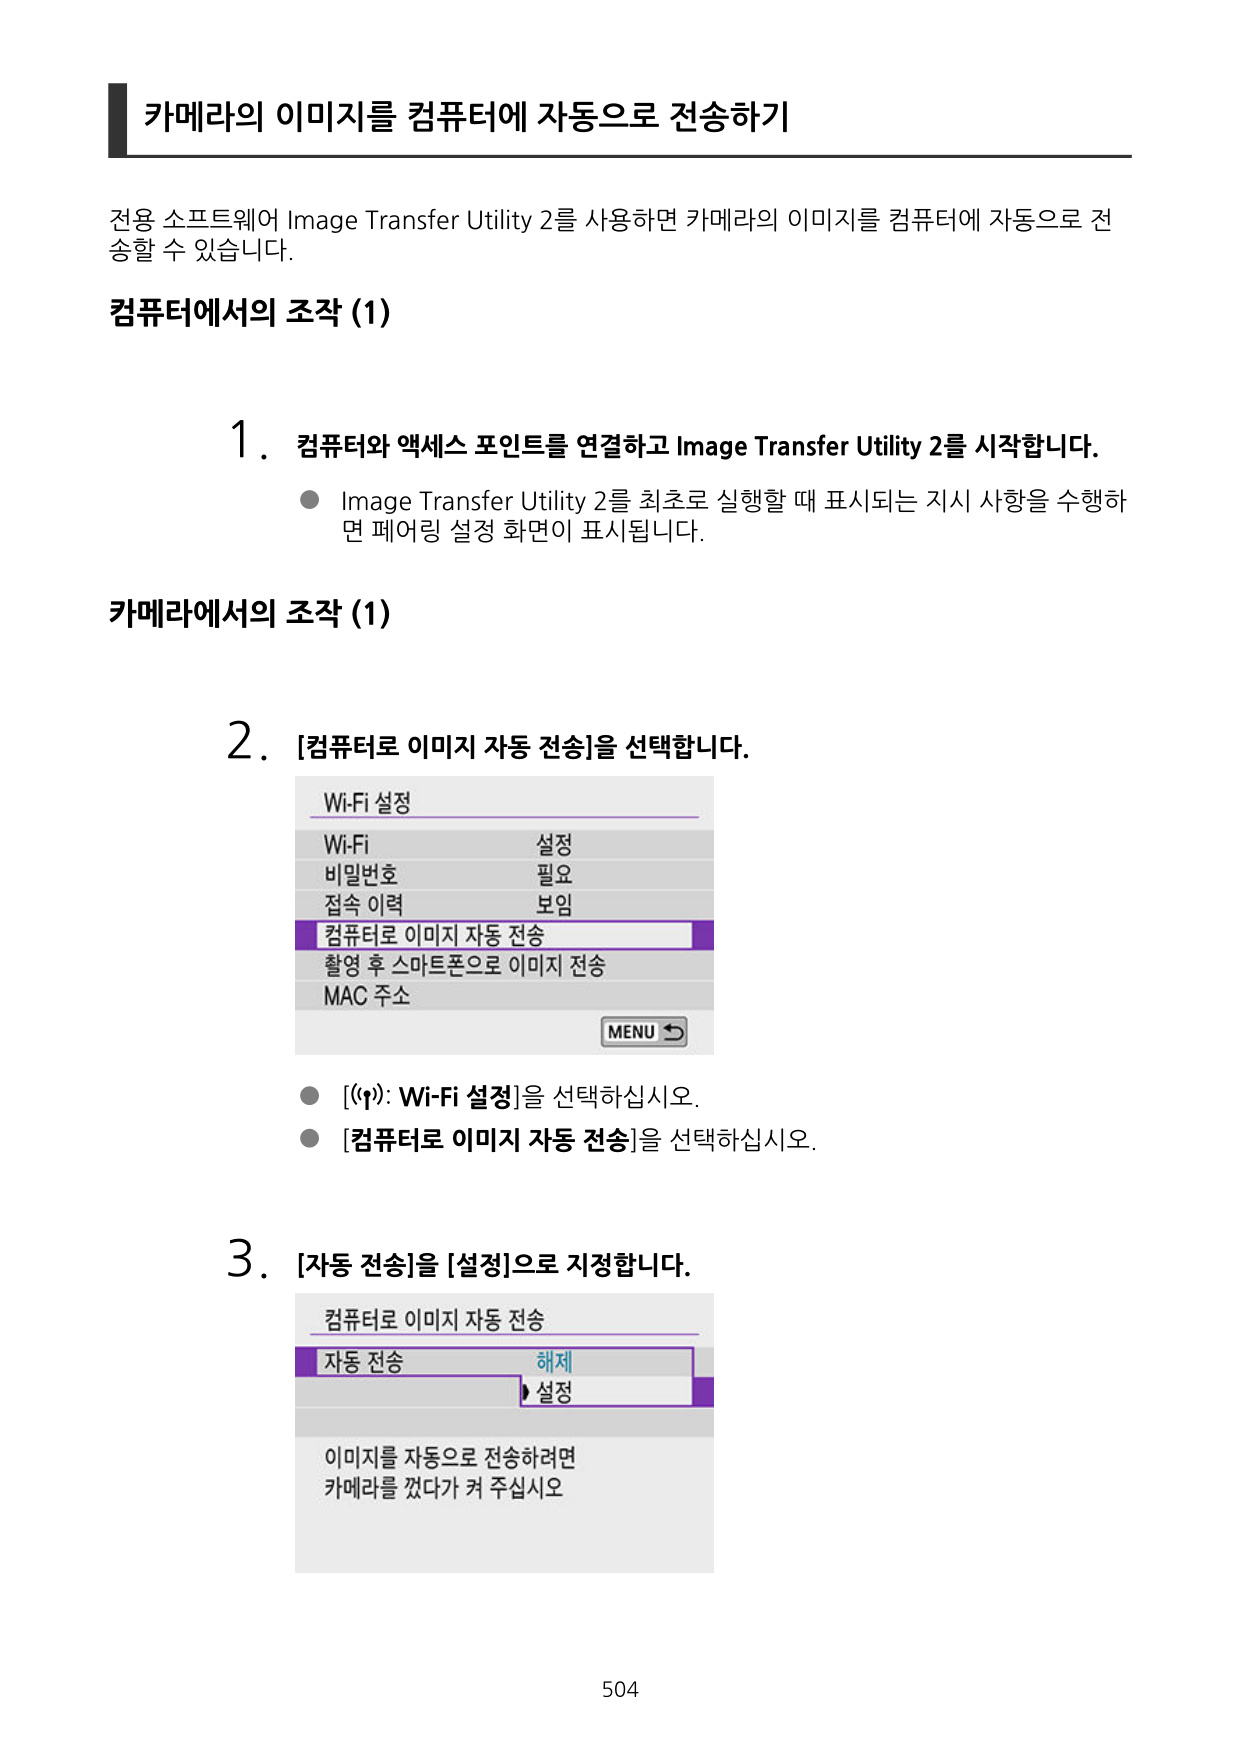 카메라의 이미지를 컴퓨터에 자동으로 전송하기
전용 소프트웨어 Image Transfer Utility 2를 사용하면 카메라의 이미지를 컴퓨터에 자동으로 전
송할 수 있습니다.
컴퓨터에서의 조작 (1)
1. 컴퓨터와 액세스 포인트를 연결하고 Image Transfer Utility 2를 시작합니다.
● Image Transfer Utility 2를 최초로 실행할 때 표시되는 지시 사항을 수행하
면 페어링 설정 화면이 표시됩니다.
카메라에서의 조작 (1)
2. [컴퓨터로 이미지 자동 전송]을 선택합니다.
Wi-Fi 설정
Wi-Fi 설정
비밀번호 필요
접속 이력 보임
컴퓨터로 이미지 자동 전송
촬영 후 스마트폰으로 이미지 전송
MAC 주소
MENU
● [: Wi-Fi 설정]을 선택하십시오.
● [컴퓨터로 이미지 자동 전송]을 선택하십시오.
3. [자동 전송]을 [설정]으로 지정합니다.
컴퓨터로 이미지 자동 전송
자동 전송 해제
설정
이미지를 자동으로 전송하려면
카메라를 껐다가 켜 주십시오
504